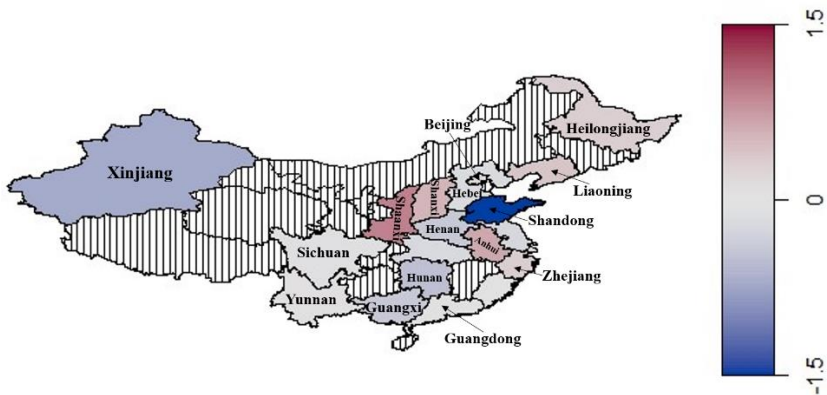 1.5
Beijing
Heilongjiang
Xinjiang
Hebei
Liaoning
Shanxi
Shaanxi
0
Shandong
Henan
Anhui
Sichuan
Zhejiang
Hunan
Yunnan
Guangxi
Guangdong
-1.5